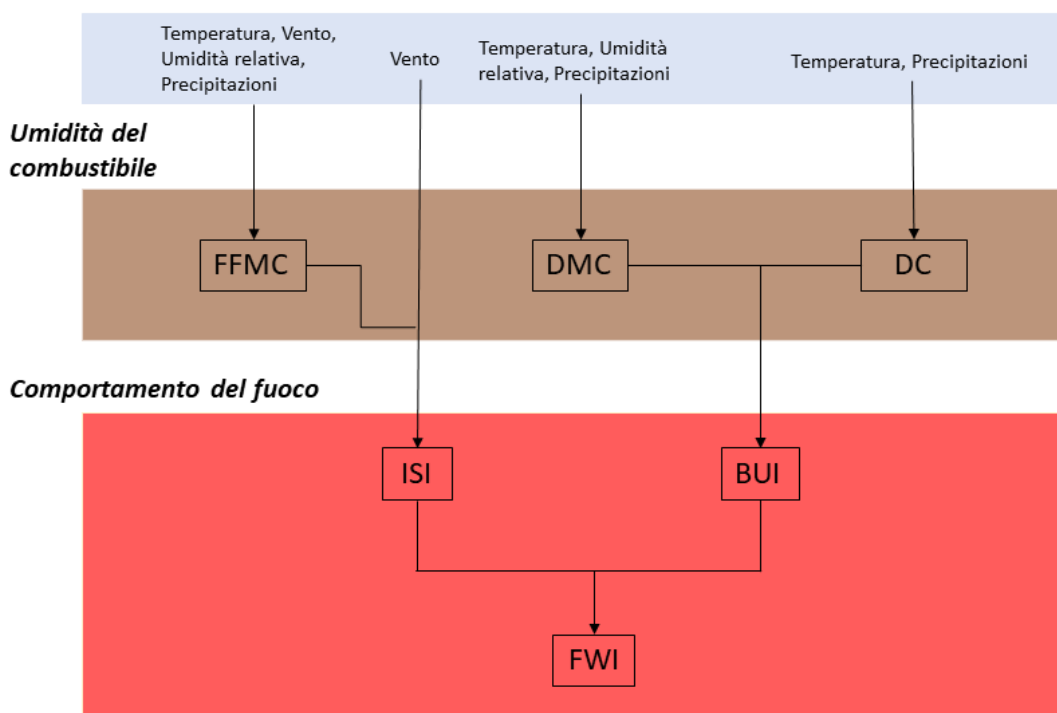 Temperatura, Vento,
Umidità relativa,
Precipitazioni
Vento
Temperatura, Umidità
relativa, Precipitazioni
Temperatura, Precipitazioni
Umidità del
combustibile
FFMC
DMC
DC
Comportamento del fuoco
ISI
BUI
FWI